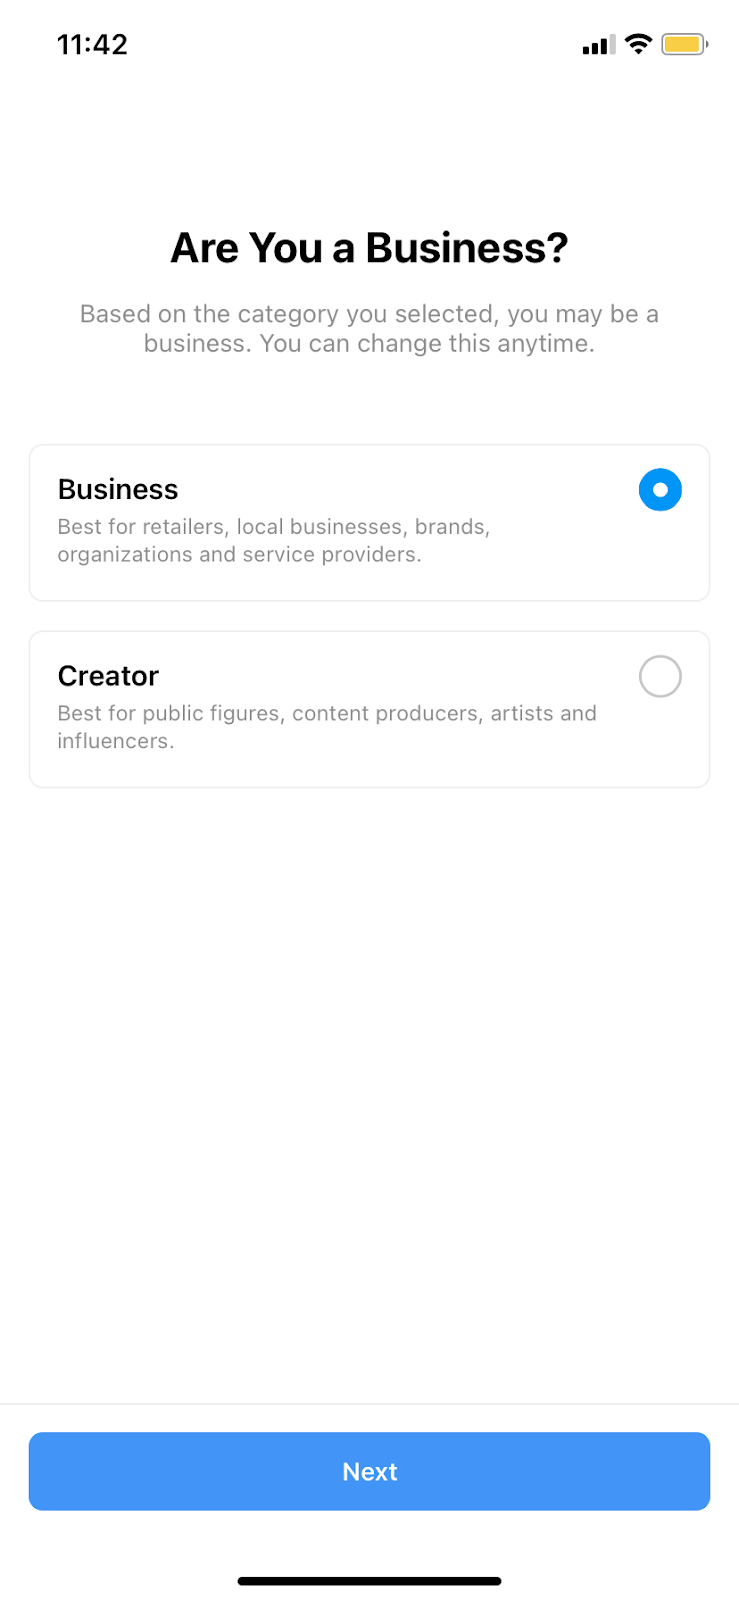 11:42
Are You a Business?
Based on the category you selected, you may be a
business. You can change this anytime.
Business
Best for retailers, local businesses, brands,
organizations and service providers.
Creator
Best for public figures, content producers, artists and
influencers.
Next